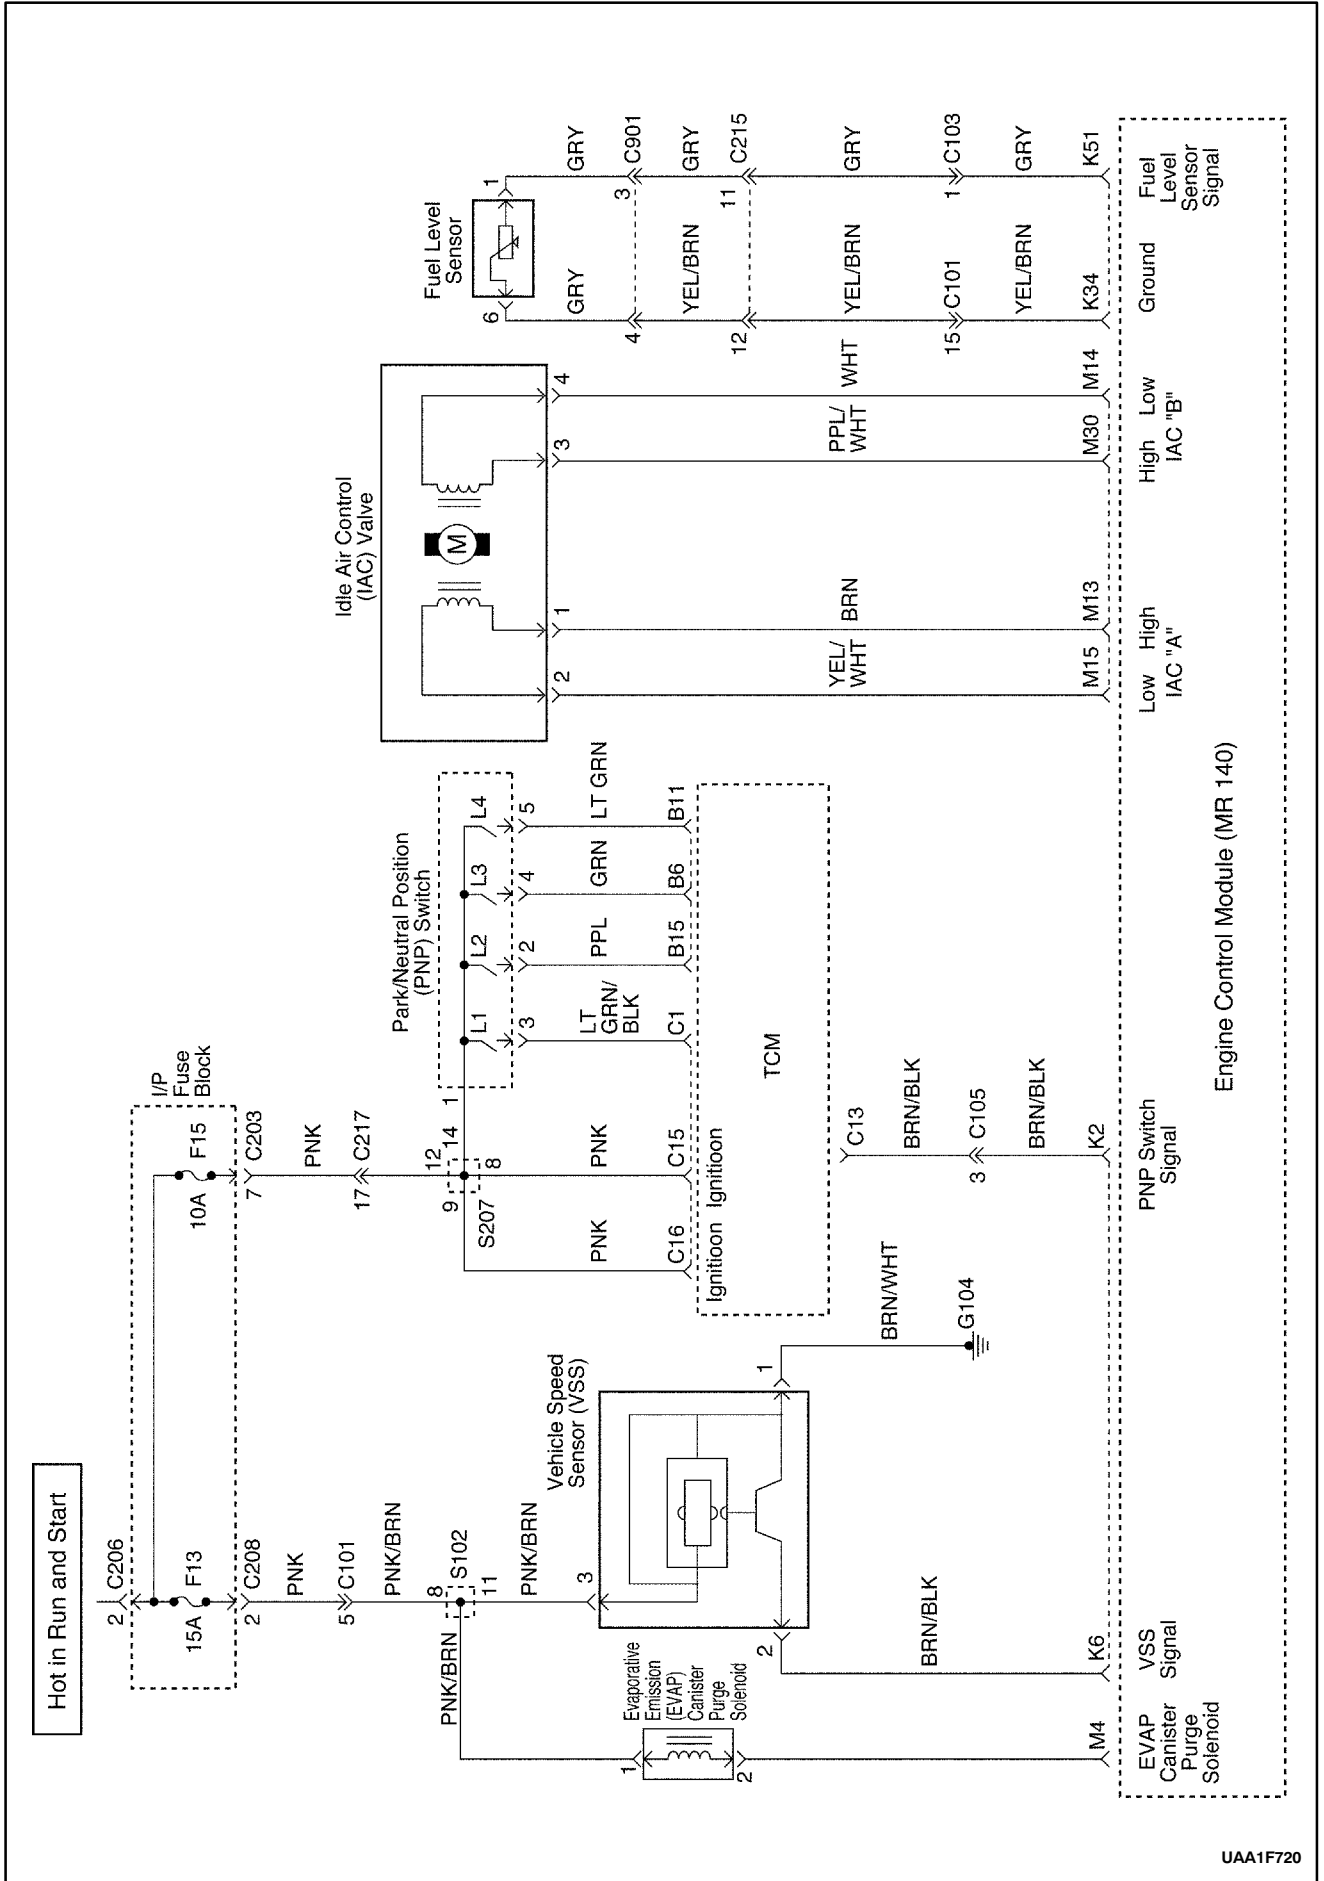 Hot in Run and Start
2
C206
I/P
Fuse
Block
15A
F13
10A
F15
2
C208
7
C203
PNK
PNK
5
C101
17
C217
PNK/BRN
PNK/BRN
8
S102
11
PNK/BRN
12
14
9
8
S207
1
Park/Neutral Position
(PNP) Switch
L1
L2
L3
L4
3
2
4
5
PNK
PNK
LT
GRN/
BLK
PPL
GRN
LT GRN
C16
C15
C1
B15
B6
B11
Ignitioon
Ignitioon
TCM
Vehicle Speed
Sensor (VSS)
3
1
2
BRN/WHT
G104
BRN/BLK
Evaporative
Emission
(EVAP)
Canister
Purge
Solenoid
1
2
C13
BRN/BLK
3
C105
BRN/BLK
Idle Air Control
(IAC) Valve
M
2
1
3
4
YEL/
WHT
BRN
PPL/
WHT
WHT
Fuel Level
Sensor
6
1
GRY
GRY
4
3
C901
YEL/BRN
GRY
12
11
C215
YEL/BRN
GRY
15
C101
1
C103
YEL/BRN
GRY
M4
K6
K2
M15
M13
M30
M14
K34
K51
EVAP
Canister
Purge
Solenoid
VSS
Signal
PNP Switch
Signal
Low
High
IAC "A"
High
Low
IAC "B"
Ground
Fuel
Level
Sensor
Signal
Engine Control Module (MR 140)
UAA1F720